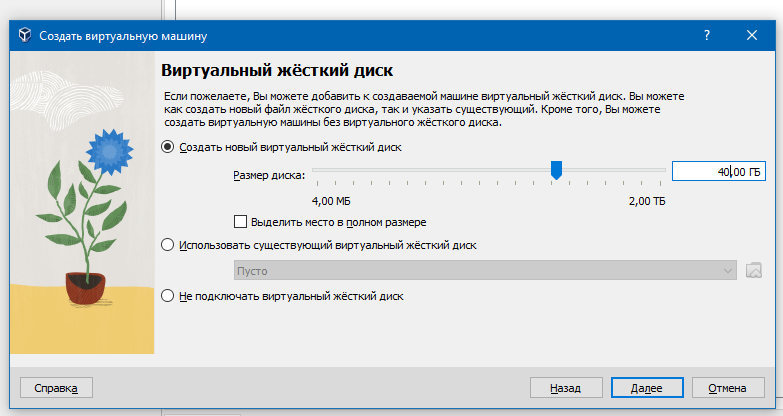 Создать виртуальную машину
?
Виртуальный жёсткий диск
Если пожелаете, Вы можете добавить к создаваемой машине виртуальный жёсткий диск. Вы можете
как создать новый файл жёсткого диска, так и указать существующий. Кроме того, Вы можете
создать виртуальную машины без виртуального жёсткого диска.
Создать новый виртуальный жёсткий диск
Размер диска:
40,00 ГБ
4,00 МБ
2,00 ТБ
Выделить место в полном размере
Использовать существующий виртуальный жёсткий диск
Пусто
Не подключать виртуальный жёсткий диск
Справка
Назад
Далее
Отмена